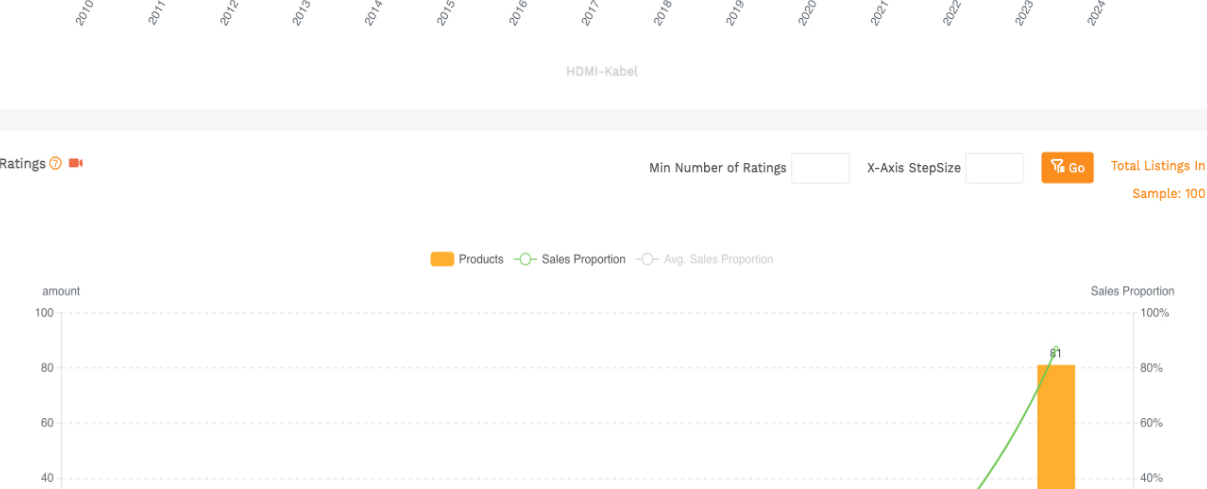 2010 2011 2012 2013 2014 2015 2016 2017 2018 2019 2020 2021 2022 2023 2024
HDMI-Kabel
Ratings ? Min Number of Ratings X-Axis StepSize Go Total Listings In
Sample: 100
Products Sales Proportion Avg. Sales Proportion
amount Sales Proportion
100 100%
81
80 80%
60 60%
40 40%